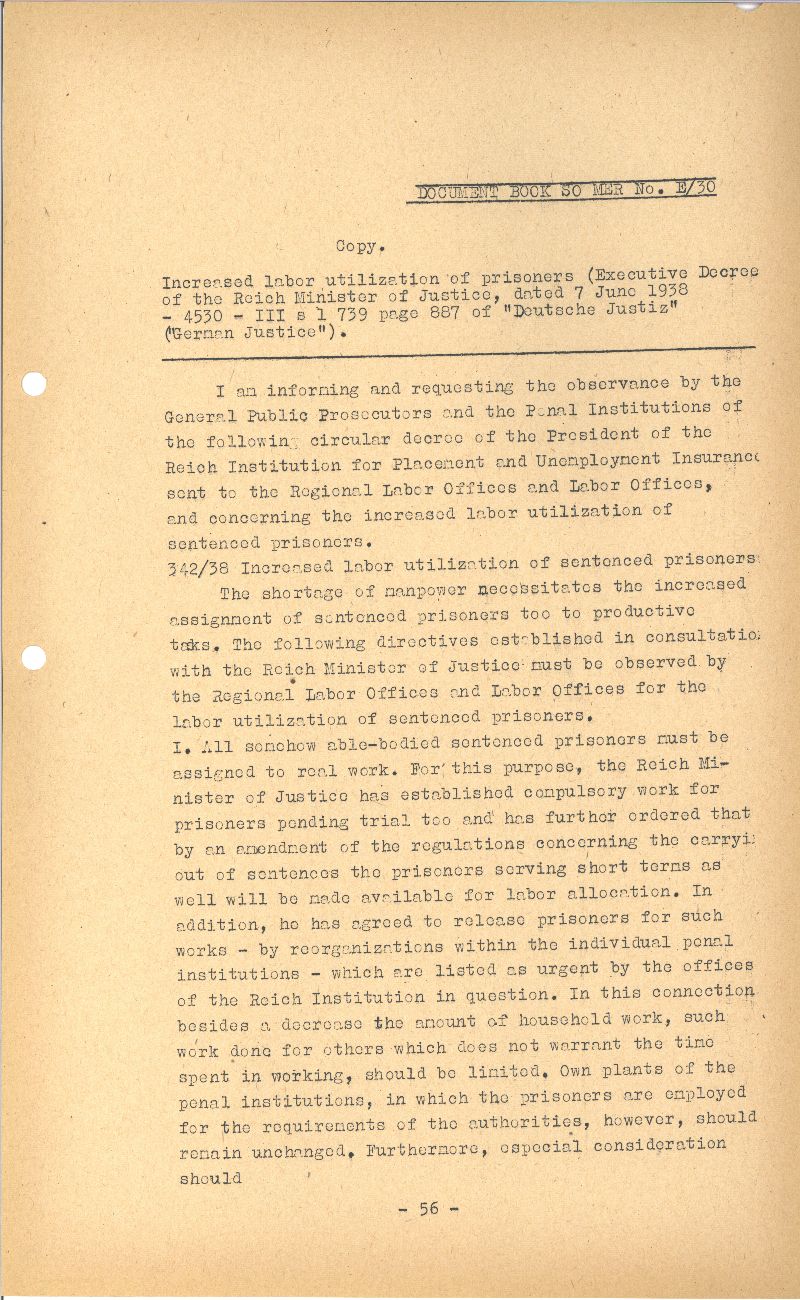 DOCUMENT BOOK SO MER No. E/30
Copy.
Increased labor utilization of prisoners (Executive Decree
of the Reich Minister of Justice, dated 7 June 1938
- 4530 - III s 1 739 page 887 of "Deutsche Justiz"
("German Justice").
I am informing and requesting the observance by the
General Public Prosecutors and the Penal Institutions of
the following circular decree of the President of the
Reich Institution for Placement and Unemployment Insurance
sent to the Regional Labor Offices and Labor Offices,
and concerning the increased labor utilization of
sentenced prisoners.
342/38 Increased labor utilization of sentenced prisoners
The shortage of manpower necessitates the increased
assignment of sentenced prisoners too to productive
taks. The following directives established in consultatio
with the Reich Minister of Justice must be observed by
the Regional Labor Offices and Labor Offices for the
labor utilization of sentenced prisoners.
I. All somehow able-bodied sentenced prisoners must be
assigned to real work. For this purpose, the Reich Mi-
nister of Justice has established compulsory work for
prisoners pending trial too and has further ordered that
by an amendment of the regulations concerning the carryi
out of sentences the prisoners serving short terms as
well will be made available for labor allocation. In
addition, he has agreed to release prisoners for such
works - by reorganizations within the individual penal
institutions - which are listed as urgent by the offices
of the Reich Institution in question. In this connection
besides a decrease the amount of household work, such
work done for others which does not warrant the time
spent in working, should be limited. Own plants of the
penal institutions, in which the prisoners are employed
for the requirements of the authorities, however, should
remain unchanged. Furthermore, especial consideration
should
- 56 -